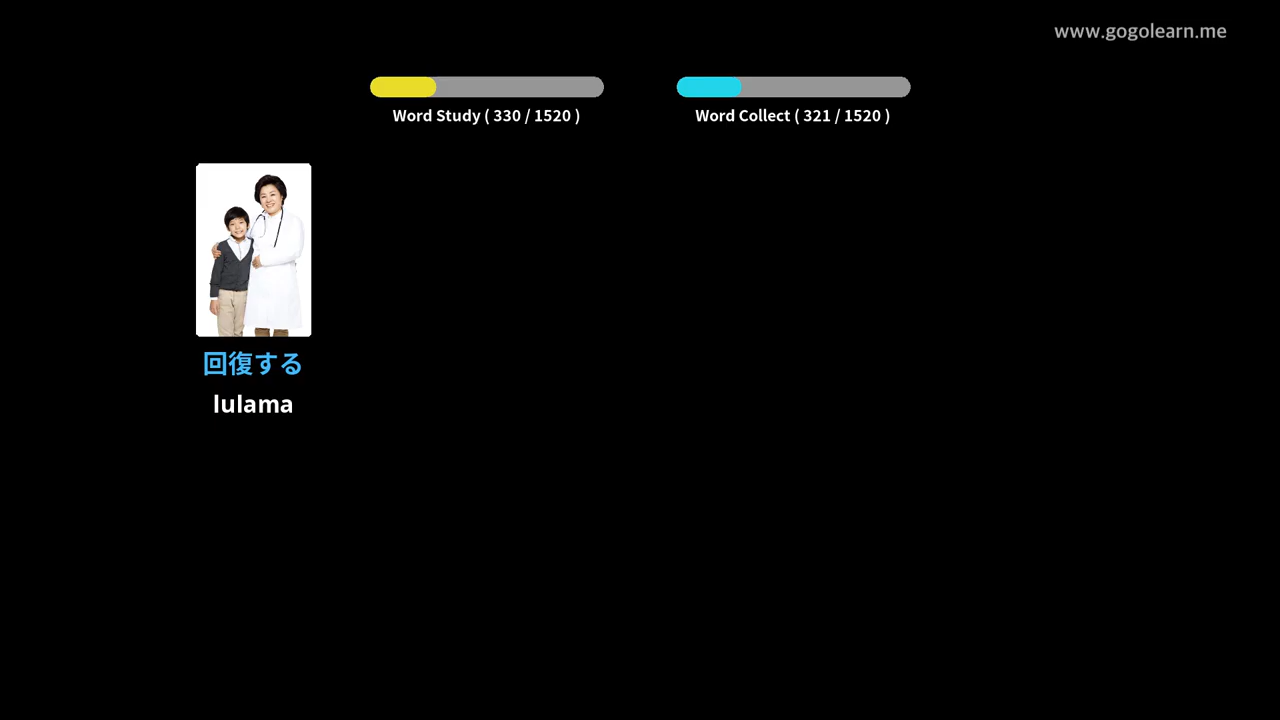 www.gogolearn.me
Word Study ( 330 / 1520 )
Word Collect ( 321 / 1520 )
回復する
lulama